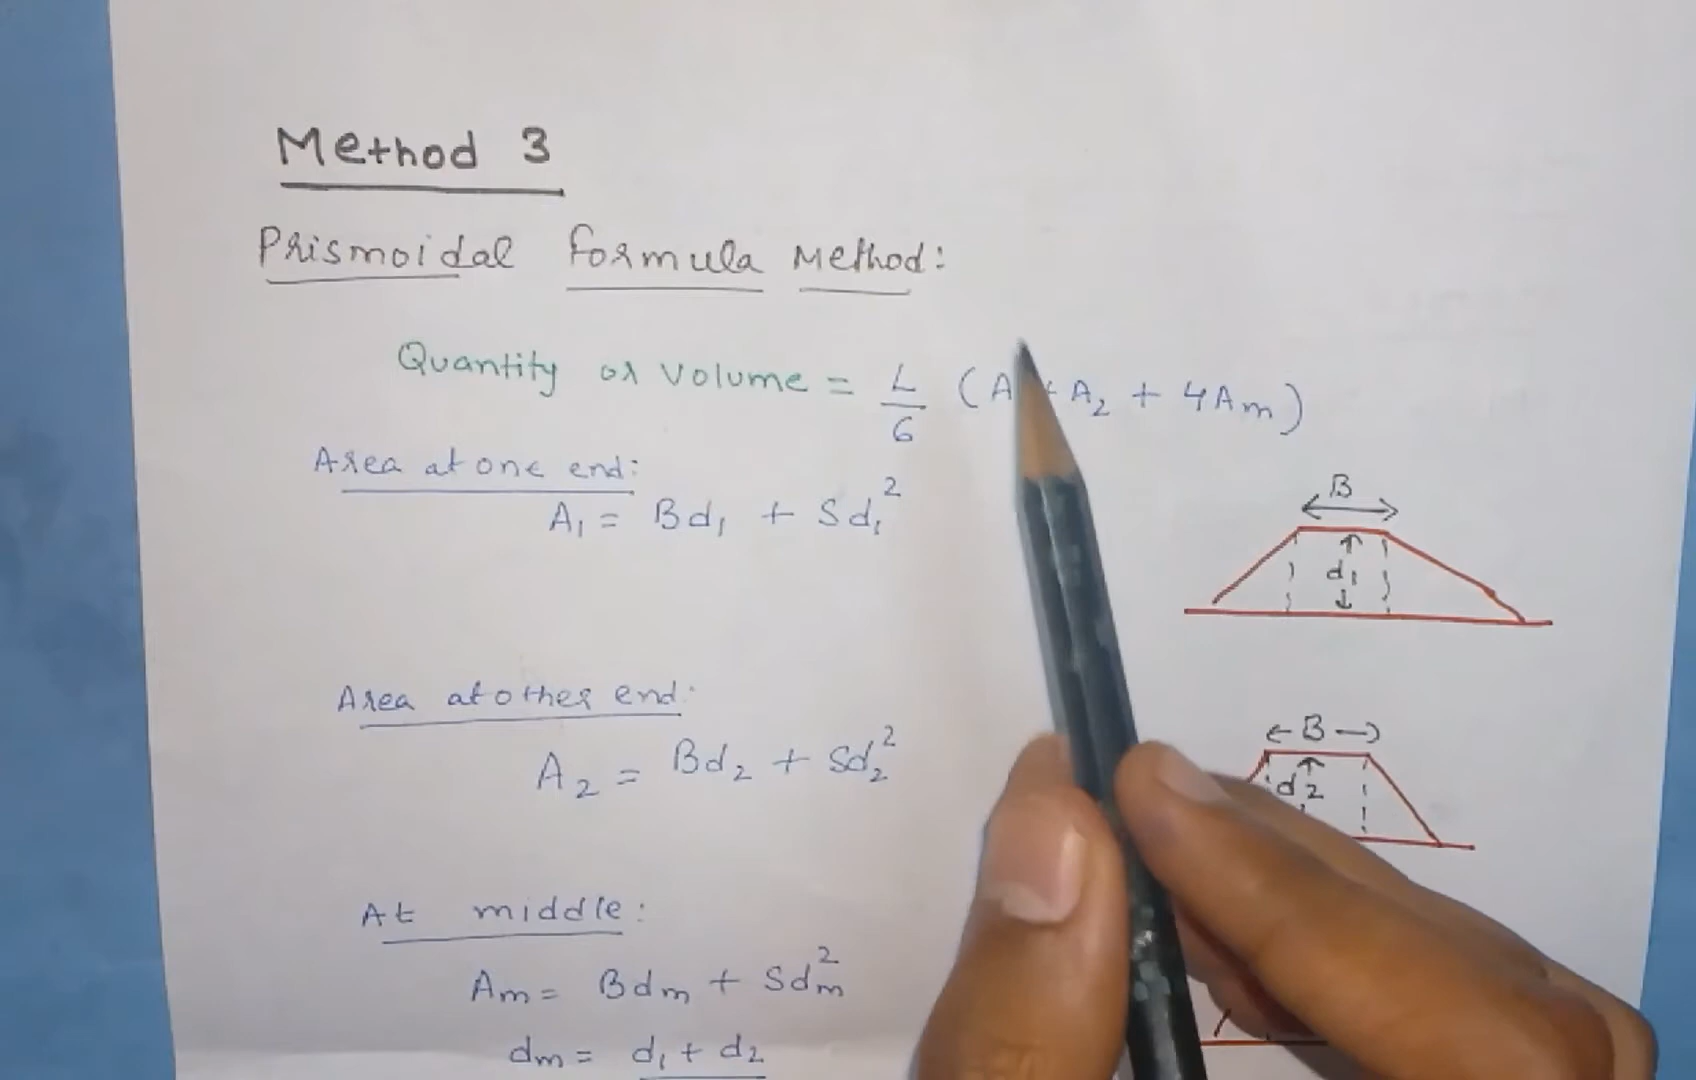 Method 3
Prismoidal formula Method:
Quantity or Volume = L/6 (A + A₂ + 4Am)
Area at one end:
A₁ = Bd₁ + Sd₁²
B
d₁
Area at other end:
A₂ = Bd₂ + Sd₂²
B
d₂
At middle:
Am = Bdm + Sdm²
dm = d₁ + d₂